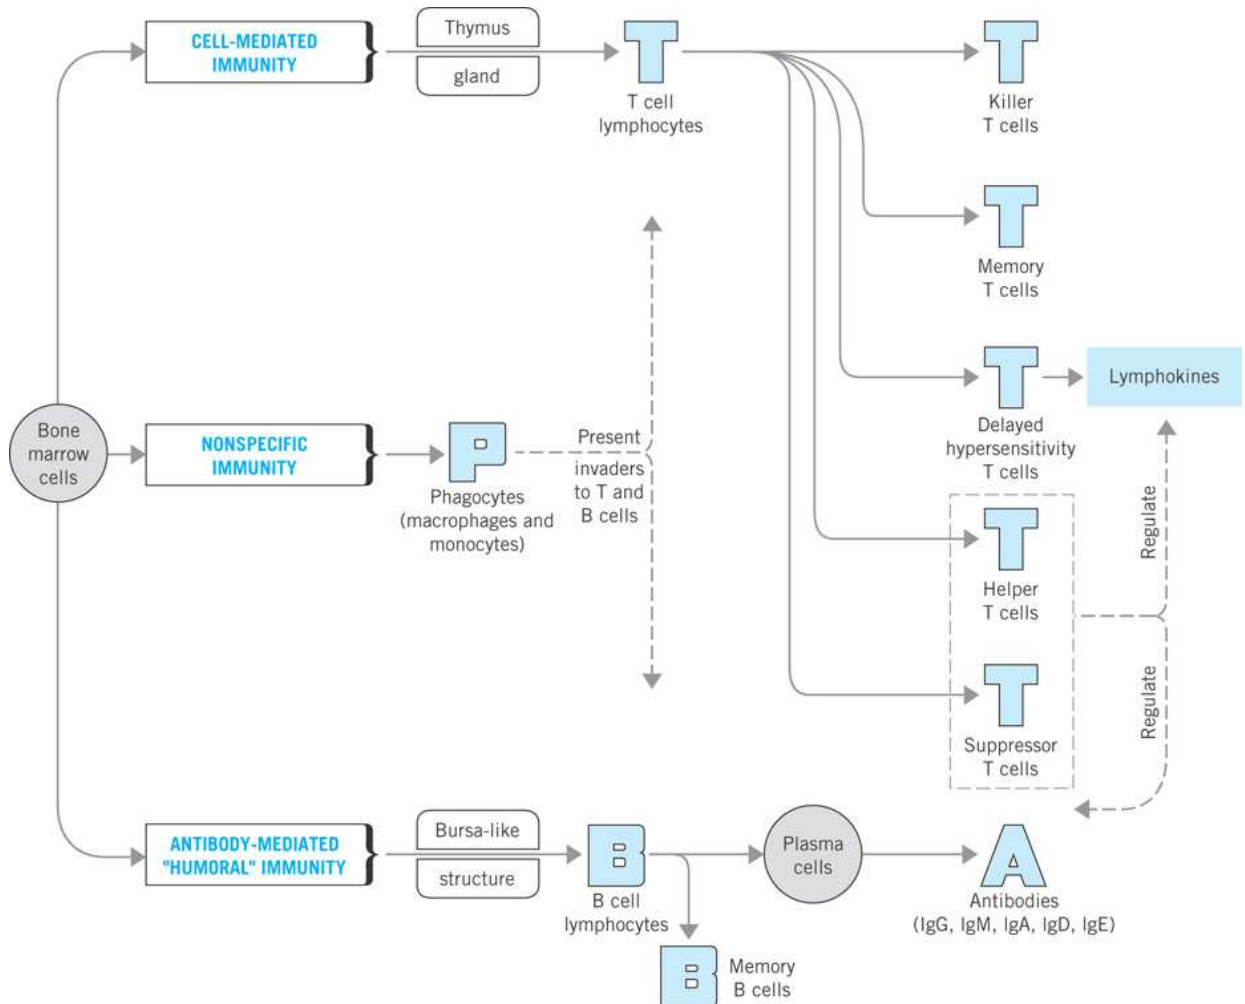 CELL-MEDIATED
IMMUNITY
Thymus
gland
T
T cell
lymphocytes
T
Killer
T cells
T
Memory
T cells
T
Delayed
hypersensitivity
T cells
Lymphokines
Bone
marrow
cells
NONSPECIFIC
IMMUNITY
P
Phagocytes
(macrophages and
monocytes)
Present
invaders
to T and
B cells
T
Helper
T cells
Regulate
T
Suppressor
T cells
Regulate
ANTIBODY-MEDIATED
"HUMORAL" IMMUNITY
Bursa-like
structure
B
B cell
lymphocytes
Plasma
cells
A
Antibodies
(IgG, IgM, IgA, IgD, IgE)
B
Memory
B cells